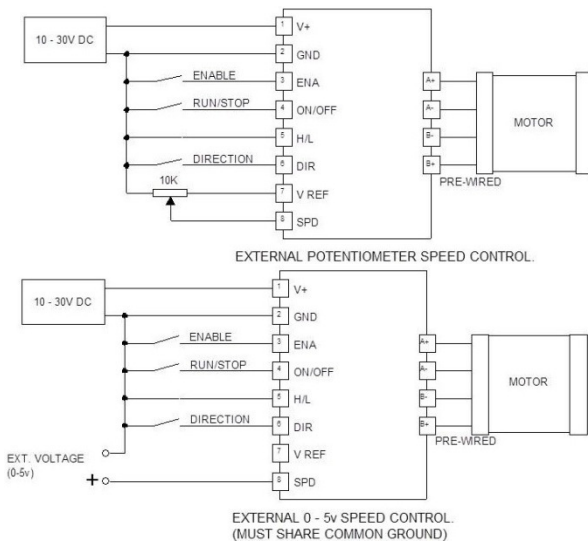 10 - 30V DC
1 V+
2 GND
ENABLE 3 ENA
RUN/STOP 4 ON/OFF
5 H/L
DIRECTION 6 DIR
10K 7 V REF
8 SPD
A+
A-
B-
B+
MOTOR
PRE-WIRED
EXTERNAL POTENTIOMETER SPEED CONTROL.
10 - 30V DC
1 V+
2 GND
ENABLE 3 ENA
RUN/STOP 4 ON/OFF
5 H/L
DIRECTION 6 DIR
7 V REF
8 SPD
A+
A-
B-
B+
MOTOR
PRE-WIRED
EXT. VOLTAGE
(0-5v)
+
EXTERNAL 0 - 5v SPEED CONTROL.
(MUST SHARE COMMON GROUND)